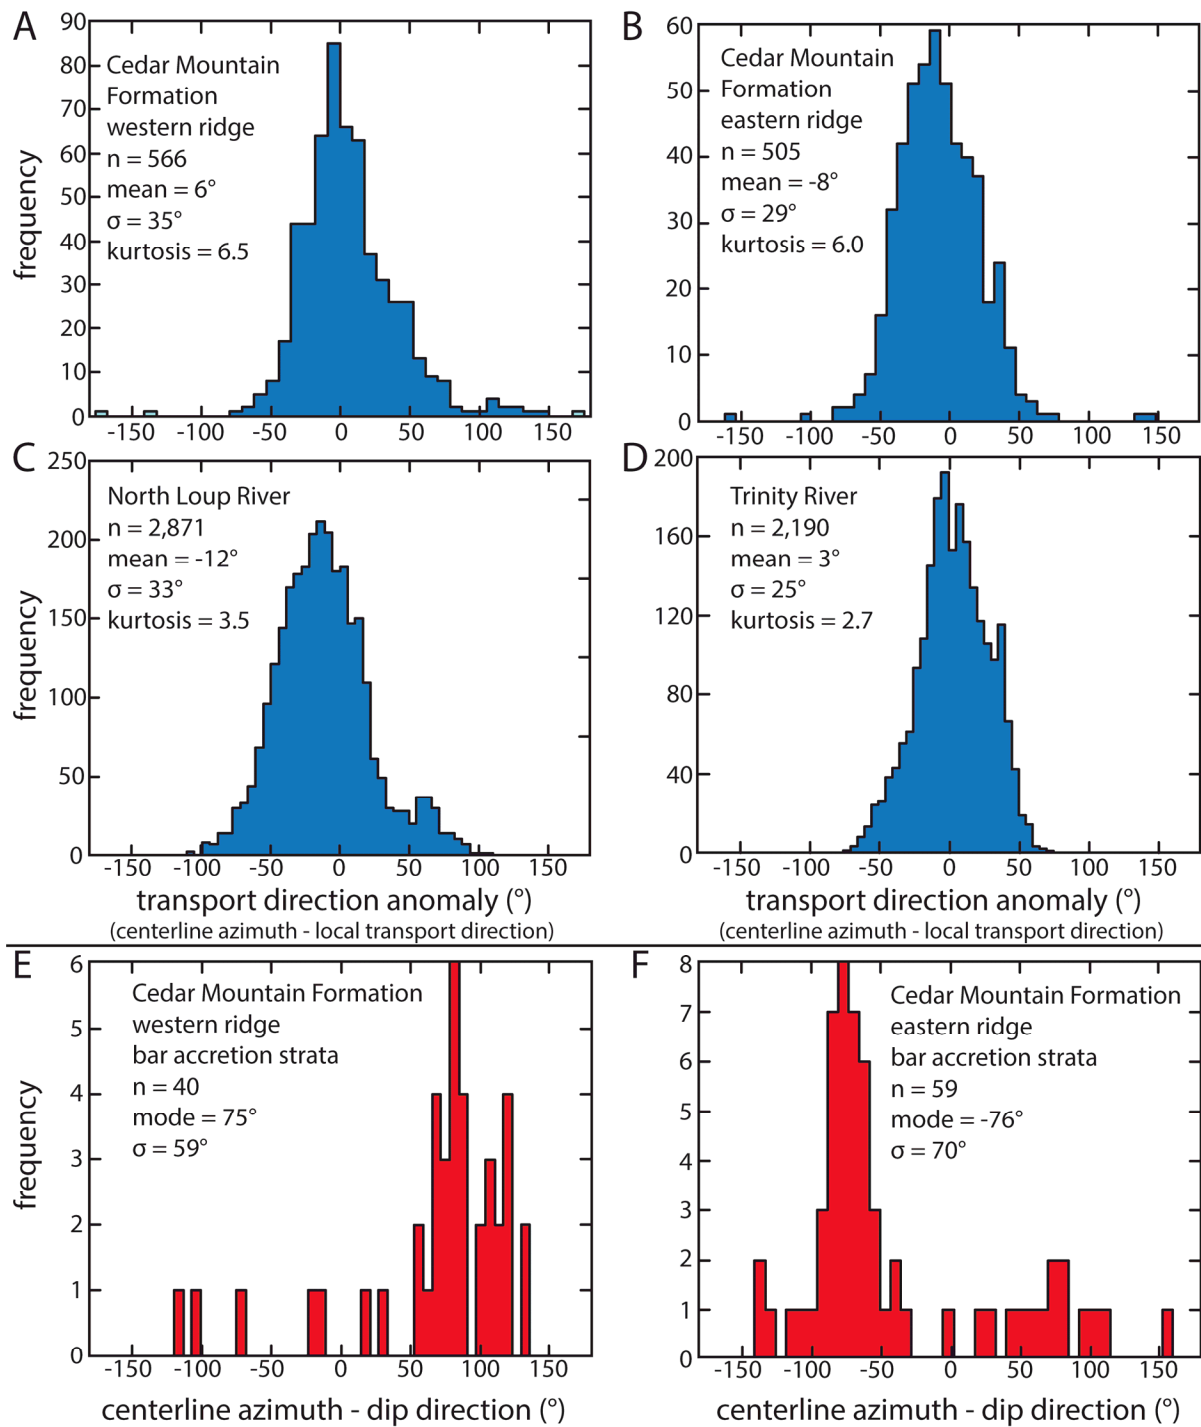 A
90
80
70
60
50
40
30
20
10
0
frequency
Cedar Mountain
Formation
western ridge
n = 566
mean = 6°
σ = 35°
kurtosis = 6.5
-150 -100 -50 0 50 100 150
B
60
50
40
30
20
10
0
Cedar Mountain
Formation
eastern ridge
n = 505
mean = -8°
σ = 29°
kurtosis = 6.0
-150 -100 -50 0 50 100 150
C
250
200
150
100
50
0
frequency
North Loup River
n = 2,871
mean = -12°
σ = 33°
kurtosis = 3.5
-150 -100 -50 0 50 100 150
transport direction anomaly (°)
(centerline azimuth - local transport direction)
D
200
160
120
80
40
0
Trinity River
n = 2,190
mean = 3°
σ = 25°
kurtosis = 2.7
-150 -100 -50 0 50 100 150
transport direction anomaly (°)
(centerline azimuth - local transport direction)
E
6
5
4
3
2
1
0
frequency
Cedar Mountain Formation
western ridge
bar accretion strata
n = 40
mode = 75°
σ = 59°
-150 -100 -50 0 50 100 150
centerline azimuth - dip direction (°)
F
8
7
6
5
4
3
2
1
0
Cedar Mountain Formation
eastern ridge
bar accretion strata
n = 59
mode = -76°
σ = 70°
-150 -100 -50 0 50 100 150
centerline azimuth - dip direction (°)